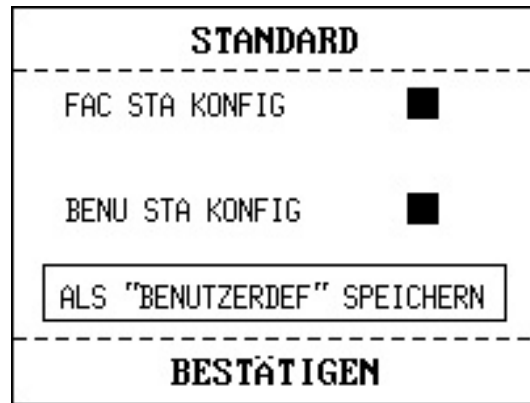 STANDARD
FAC STA KONFIG
BENU STA KONFIG
ALS "BENUTZERDEF" SPEICHERN
BESTÄTIGEN